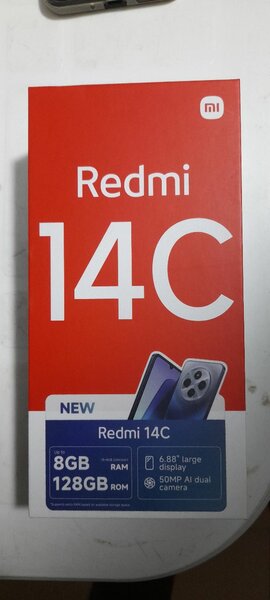 mi
Redmi
14C
NEW
Redmi 14C
Up to
8GB RAM
128GB ROM
6.88" large
display
50MP AI dual
camera